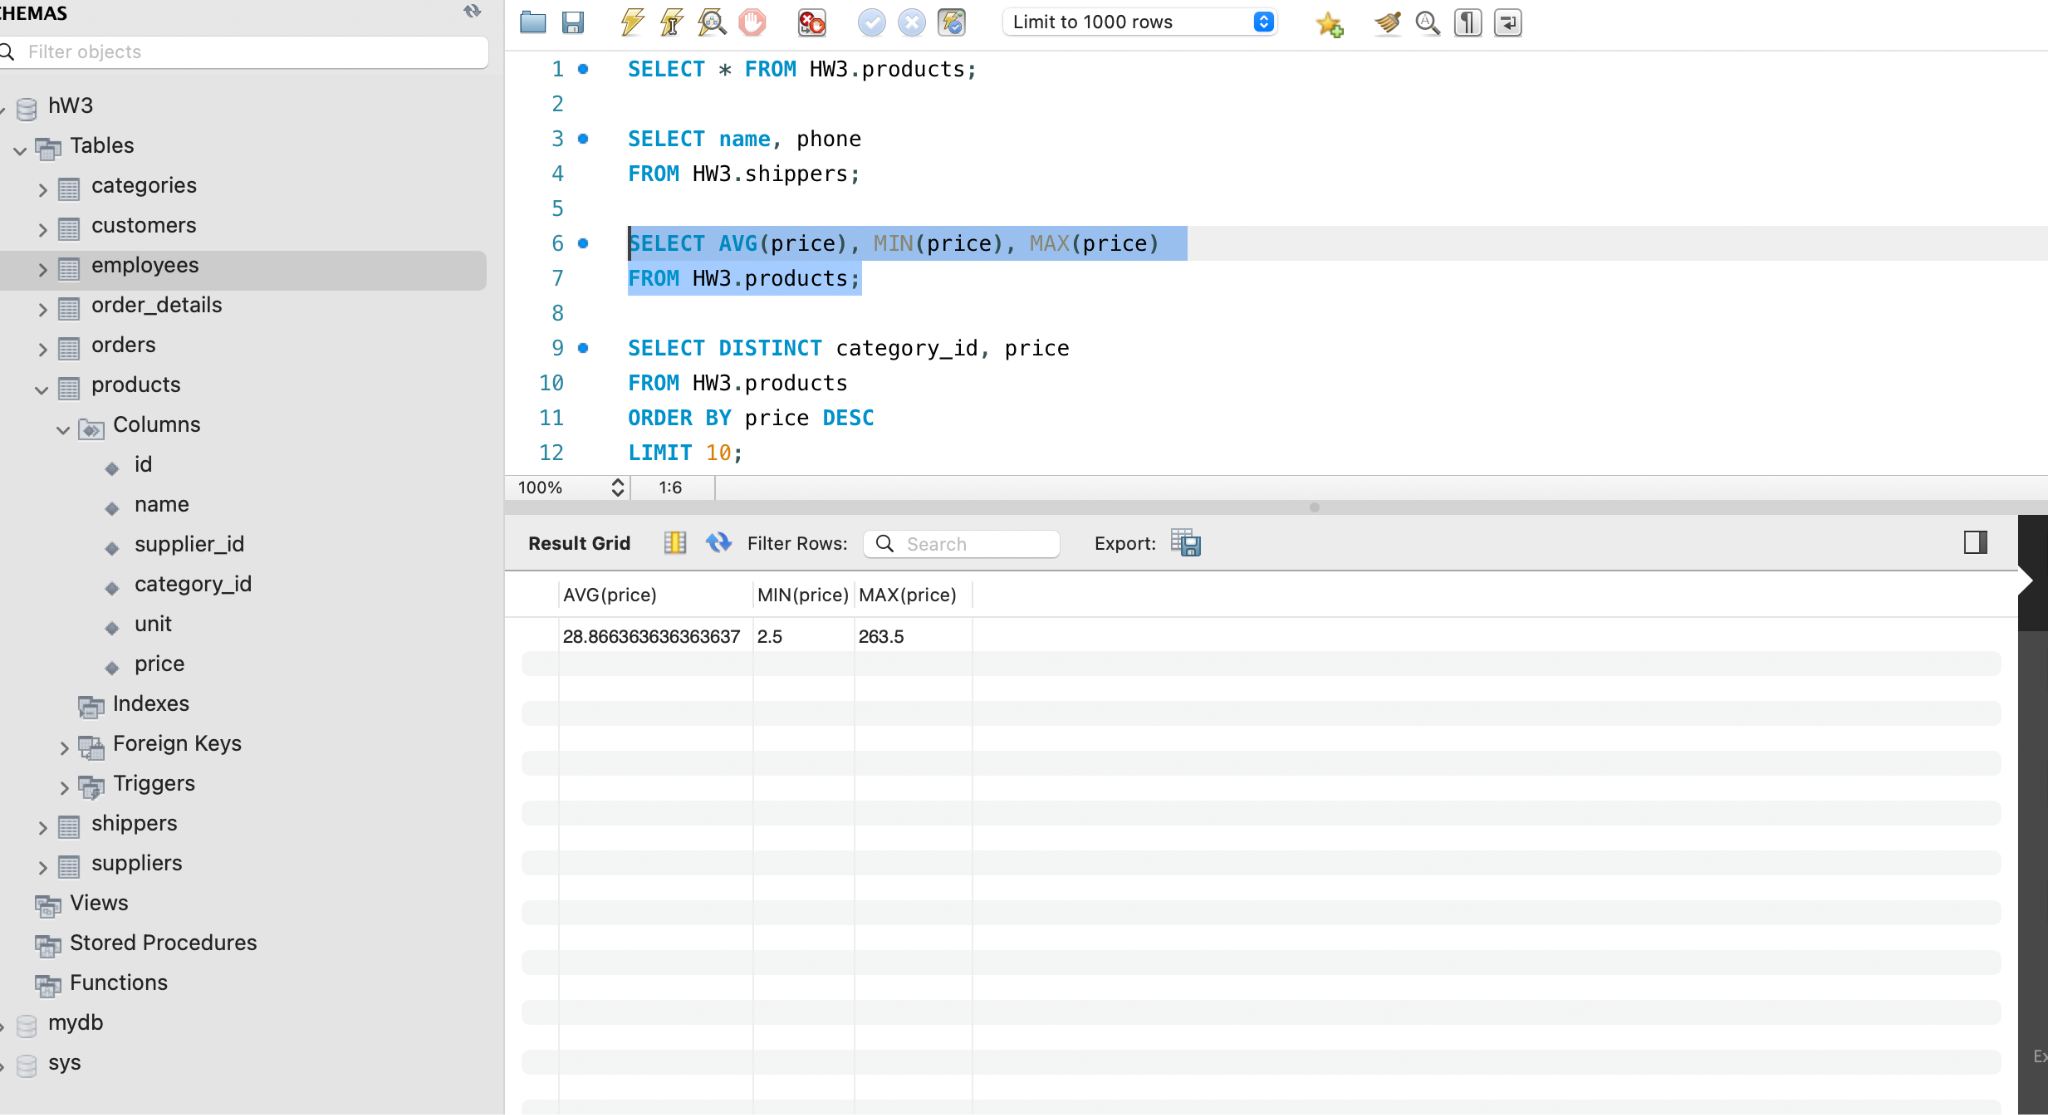 CHEMAS
Filter objects
hW3
Tables
categories
customers
employees
order_details
orders
products
Columns
id
name
supplier_id
category_id
unit
price
Indexes
Foreign Keys
Triggers
shippers
suppliers
Views
Stored Procedures
Functions
mydb
sys
Limit to 1000 rows
1 SELECT * FROM HW3.products;
2
3 SELECT name, phone
4 FROM HW3.shippers;
5
6 SELECT AVG(price), MIN(price), MAX(price)
7 FROM HW3.products;
8
9 SELECT DISTINCT category_id, price
10 FROM HW3.products
11 ORDER BY price DESC
12 LIMIT 10;
100% 1:6
Result Grid Filter Rows: Search Export:
AVG(price) MIN(price) MAX(price)
28.866363636363637 2.5 263.5
Ex